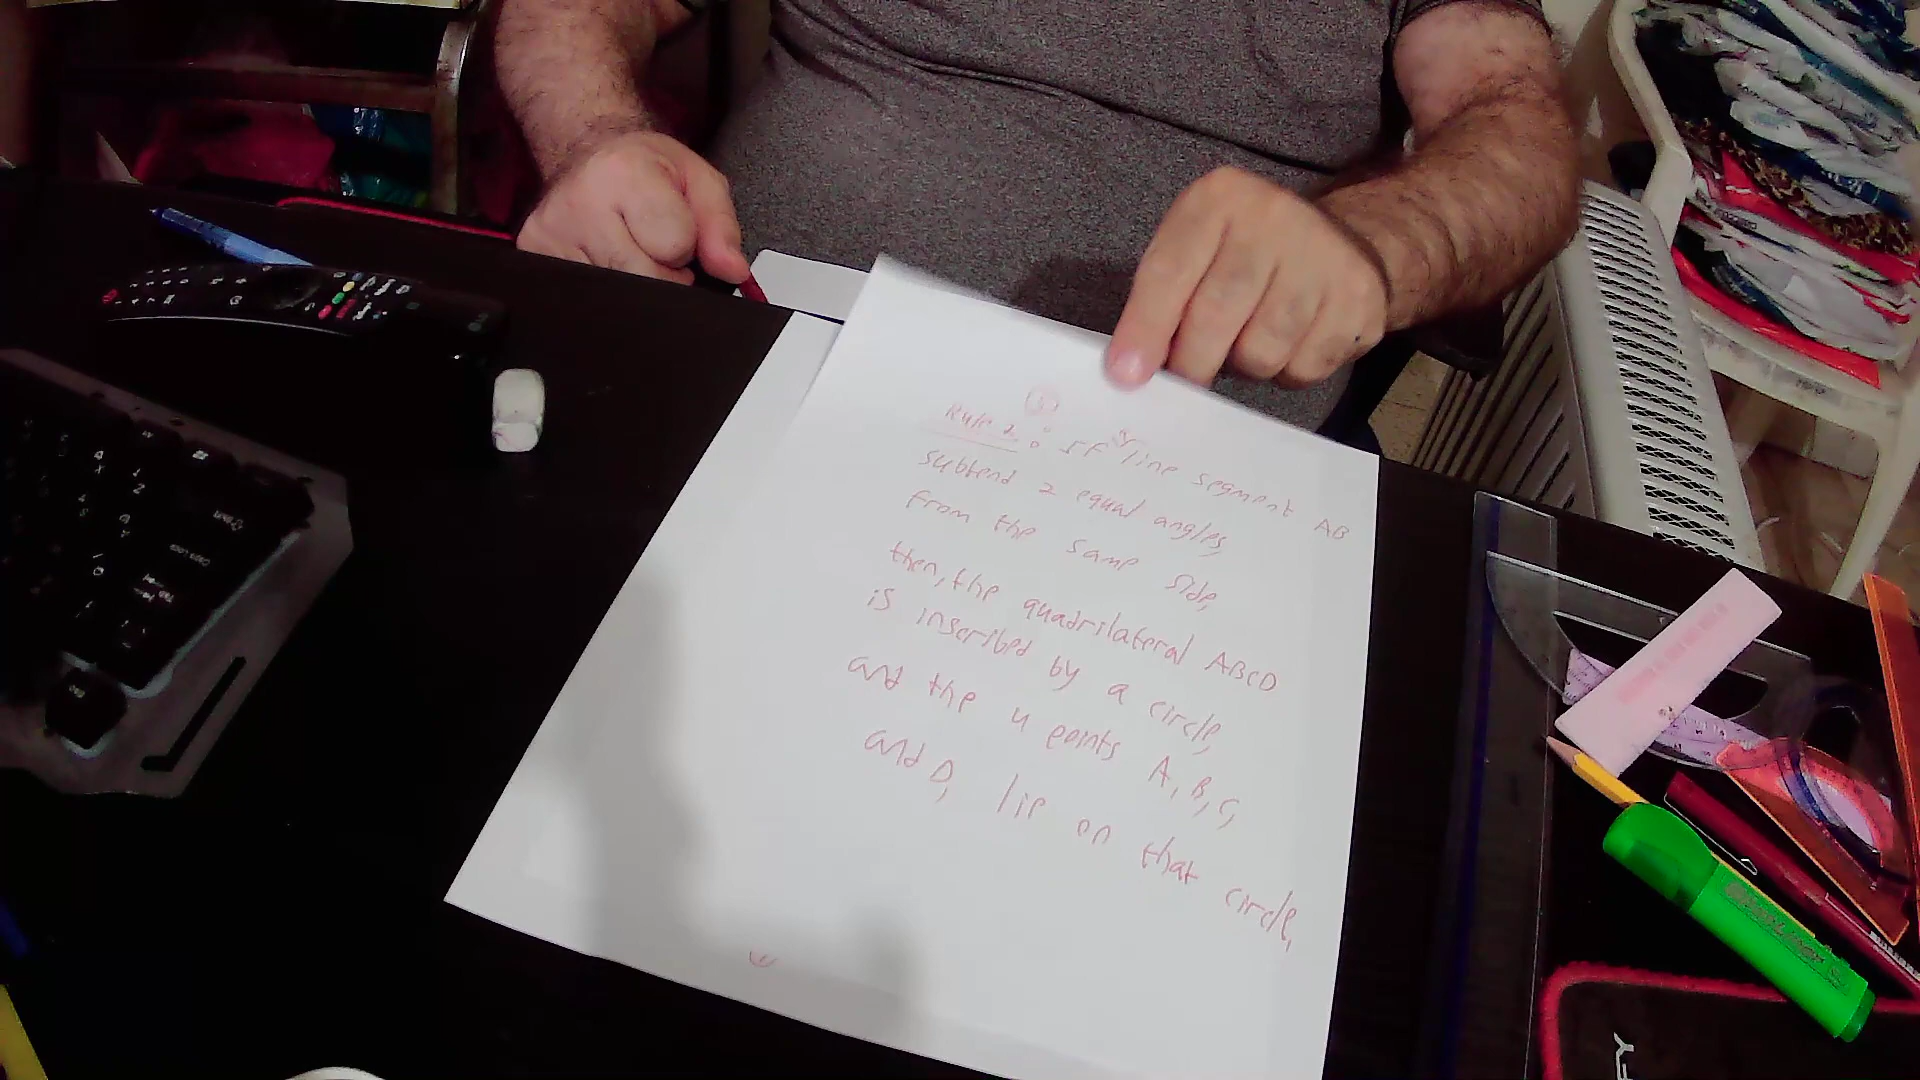 Rule 2: If line segment AB
subtend 2 equal angles,
from the same side,
then, the quadrilateral ABCD
is inscribed by a circle,
and the 4 points A, B, C,
and D, lie on that circle,